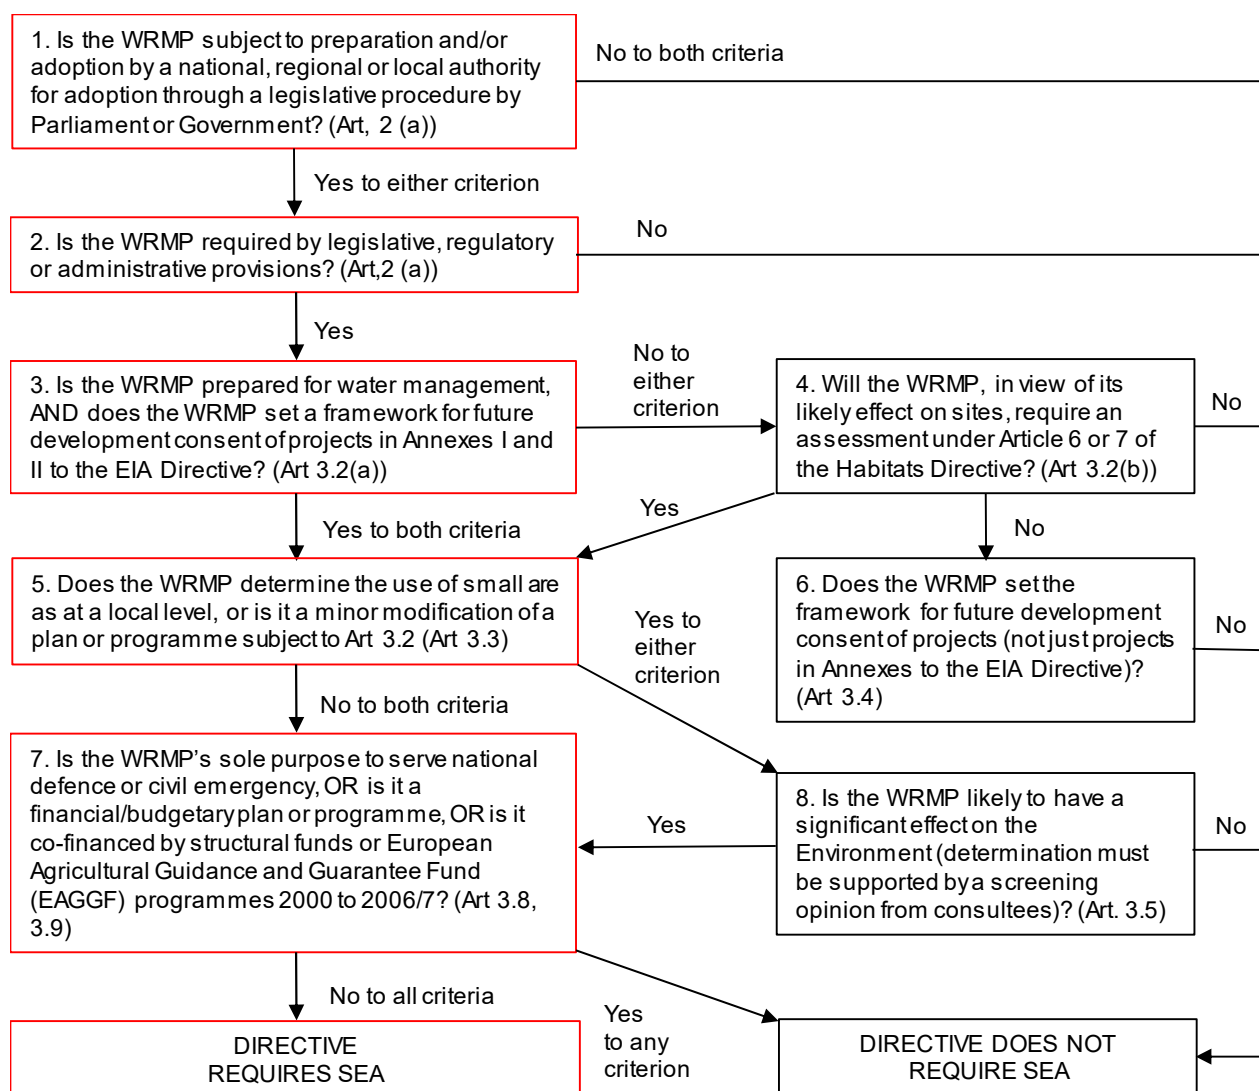 1. Is the WRMP subject to preparation and/or
adoption by a national, regional or local authority
for adoption through a legislative procedure by
Parliament or Government? (Art, 2 (a))
No to both criteria
Yes to either criterion
2. Is the WRMP required by legislative, regulatory
or administrative provisions? (Art,2 (a))
No
Yes
3. Is the WRMP prepared for water management,
AND does the WRMP set a framework for future
development consent of projects in Annexes I and
II to the EIA Directive? (Art 3.2(a))
No to
either
criterion
4. Will the WRMP, in view of its
likely effect on sites, require an
assessment under Article 6 or 7 of
the Habitats Directive? (Art 3.2(b))
No
Yes to both criteria
Yes
No
5. Does the WRMP determine the use of small are
as at a local level, or is it a minor modification of a
plan or programme subject to Art 3.2 (Art 3.3)
Yes to
either
criterion
6. Does the WRMP set the
framework for future development
consent of projects (not just projects
in Annexes to the EIA Directive)?
(Art 3.4)
No
No to both criteria
7. Is the WRMP's sole purpose to serve national
defence or civil emergency, OR is it a
financial/budgetary plan or programme, OR is it
co-financed by structural funds or European
Agricultural Guidance and Guarantee Fund
(EAGGF) programmes 2000 to 2006/7? (Art 3.8,
3.9)
Yes
8. Is the WRMP likely to have a
significant effect on the
Environment (determination must
be supported by a screening
opinion from consultees)? (Art. 3.5)
No
No to all criteria
Yes
to any
criterion
DIRECTIVE
REQUIRES SEA
DIRECTIVE DOES NOT
REQUIRE SEA